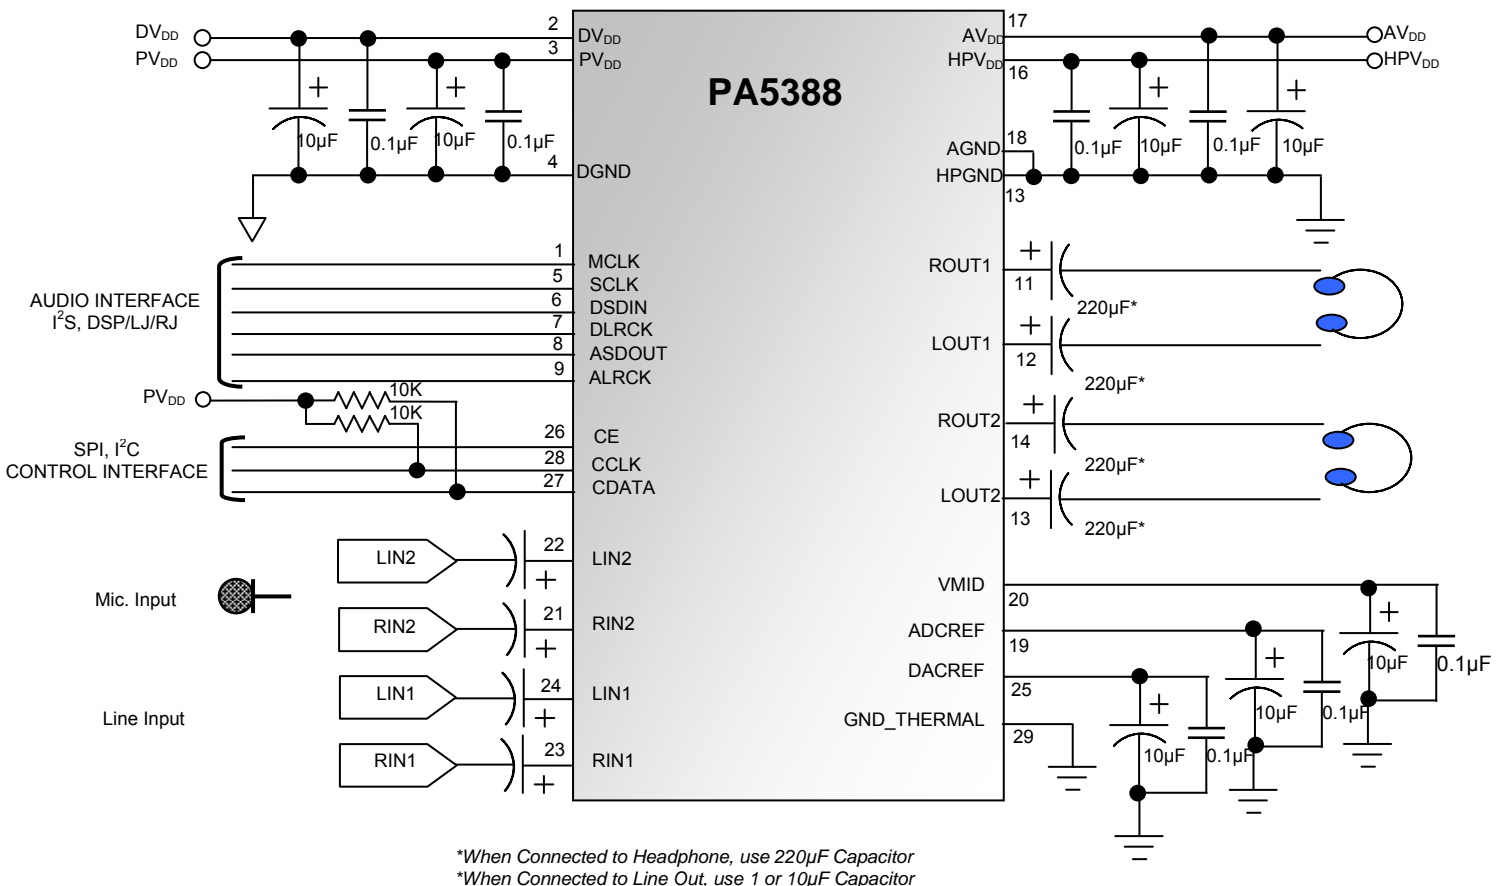 PA5388
DVDD
PVDD
2
3
DVDD
PVDD
+
10µF
0.1µF
+
10µF
0.1µF
4
DGND
17
AVDD
HPVDD
16
AVDD
HPVDD
0.1µF
+
10µF
0.1µF
+
10µF
18
AGND
HPGND
13
AUDIO INTERFACE
I²S, DSP/LJ/RJ
1
MCLK
5
SCLK
6
DSDIN
7
DLRCK
8
ASDOUT
9
ALRCK
PVDD
10K
10K
SPI, I²C
CONTROL INTERFACE
26
CE
28
CCLK
27
CDATA
ROUT1
+
11
220µF*
LOUT1
+
12
220µF*
ROUT2
+
14
220µF*
LOUT2
+
13
220µF*
Mic. Input
LIN2
22
+
LIN2
RIN2
21
+
RIN2
Line Input
LIN1
24
+
LIN1
RIN1
23
+
RIN1
VMID
20
+
10µF
0.1µF
ADCREF
19
+
10µF
0.1µF
DACREF
25
+
10µF
0.1µF
GND_THERMAL
29
*When Connected to Headphone, use 220µF Capacitor
*When Connected to Line Out, use 1 or 10µF Capacitor